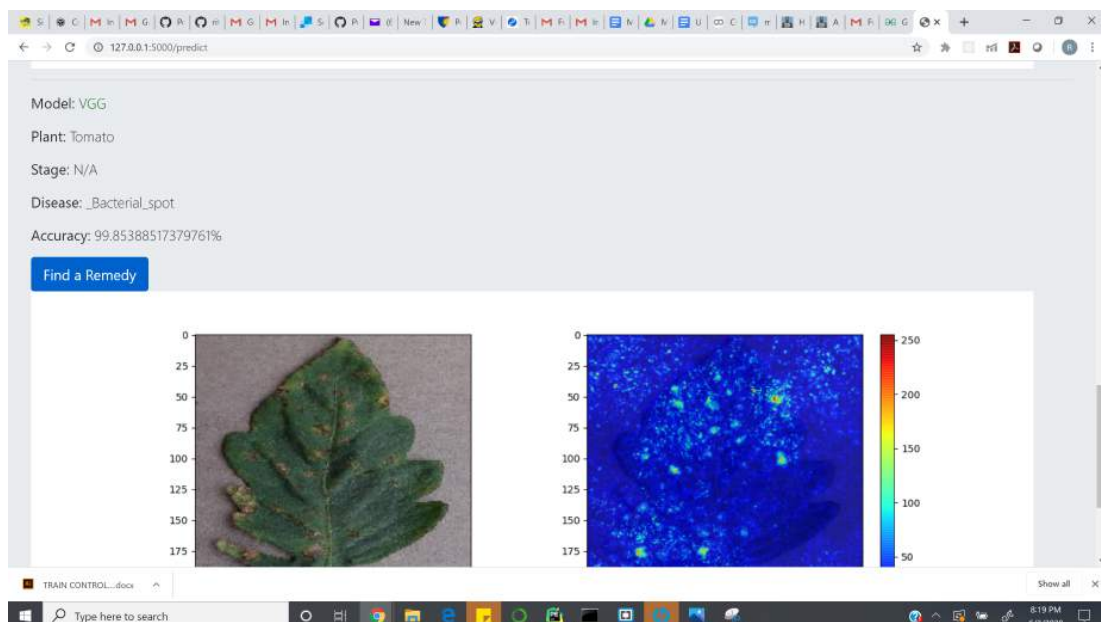 127.0.0.1:5000/predict
Model: VGG
Plant: Tomato
Stage: N/A
Disease: _Bacterial_spot
Accuracy: 99.85388517379761%
Find a Remedy
0
25
50
75
100
125
150
175
0
25
50
75
100
125
150
175
250
200
150
100
50
TRAIN CONTROL....docx
Show all
Type here to search
8:19 PM